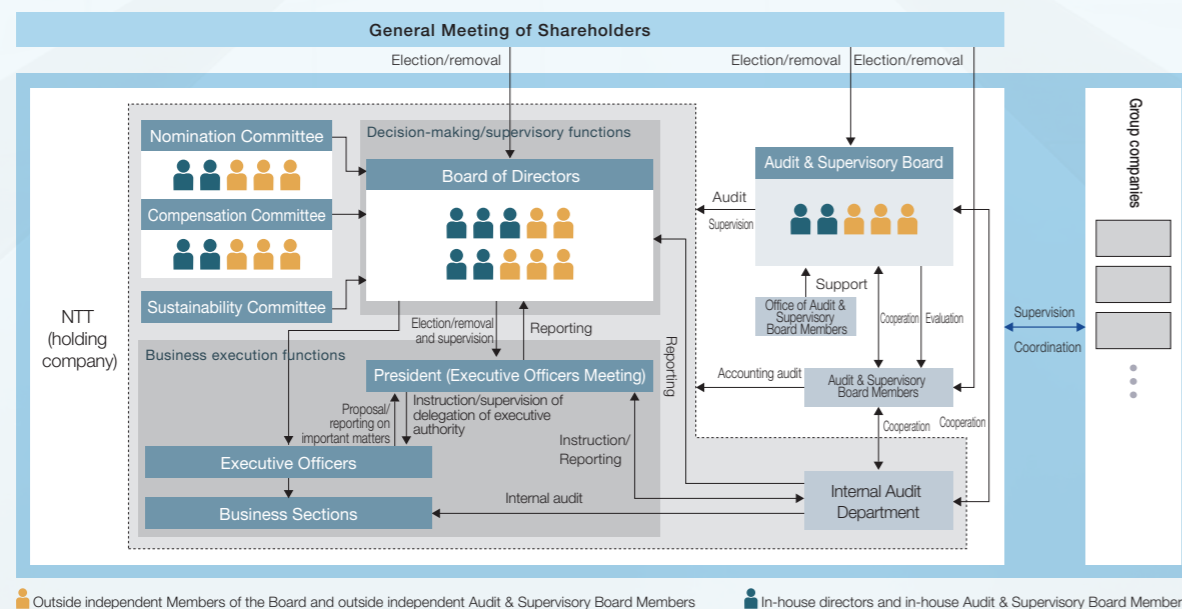 General Meeting of Shareholders
Election/removal
Election/removal
Election/removal
NTT
(holding
company)
Nomination Committee
Compensation Committee
Sustainability Committee
Decision-making/supervisory functions
Board of Directors
Election/removal
and supervision
Reporting
Business execution functions
President (Executive Officers Meeting)
Proposal/
reporting on
important matters
Instruction/supervision of
delegation of executive
authority
Executive Officers
Business Sections
Internal audit
Instruction/
Reporting
Reporting
Audit
Supervision
Audit & Supervisory Board
Support
Office of Audit &
Supervisory
Board Members
Cooperation
Evaluation
Accounting audit
Audit & Supervisory
Board Members
Cooperation
Cooperation
Internal Audit
Department
Supervision
Coordination
Group companies
Outside independent Members of the Board and outside independent Audit & Supervisory Board Members
In-house directors and in-house Audit & Supervisory Board Member